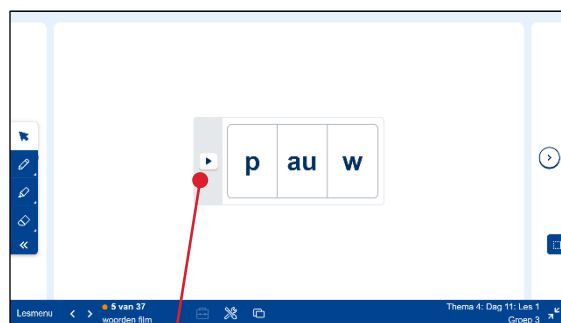 p au w
Lesmenu
5 van 37
woorden film
Thema 4: Dag 11: Les 1
Groep 3